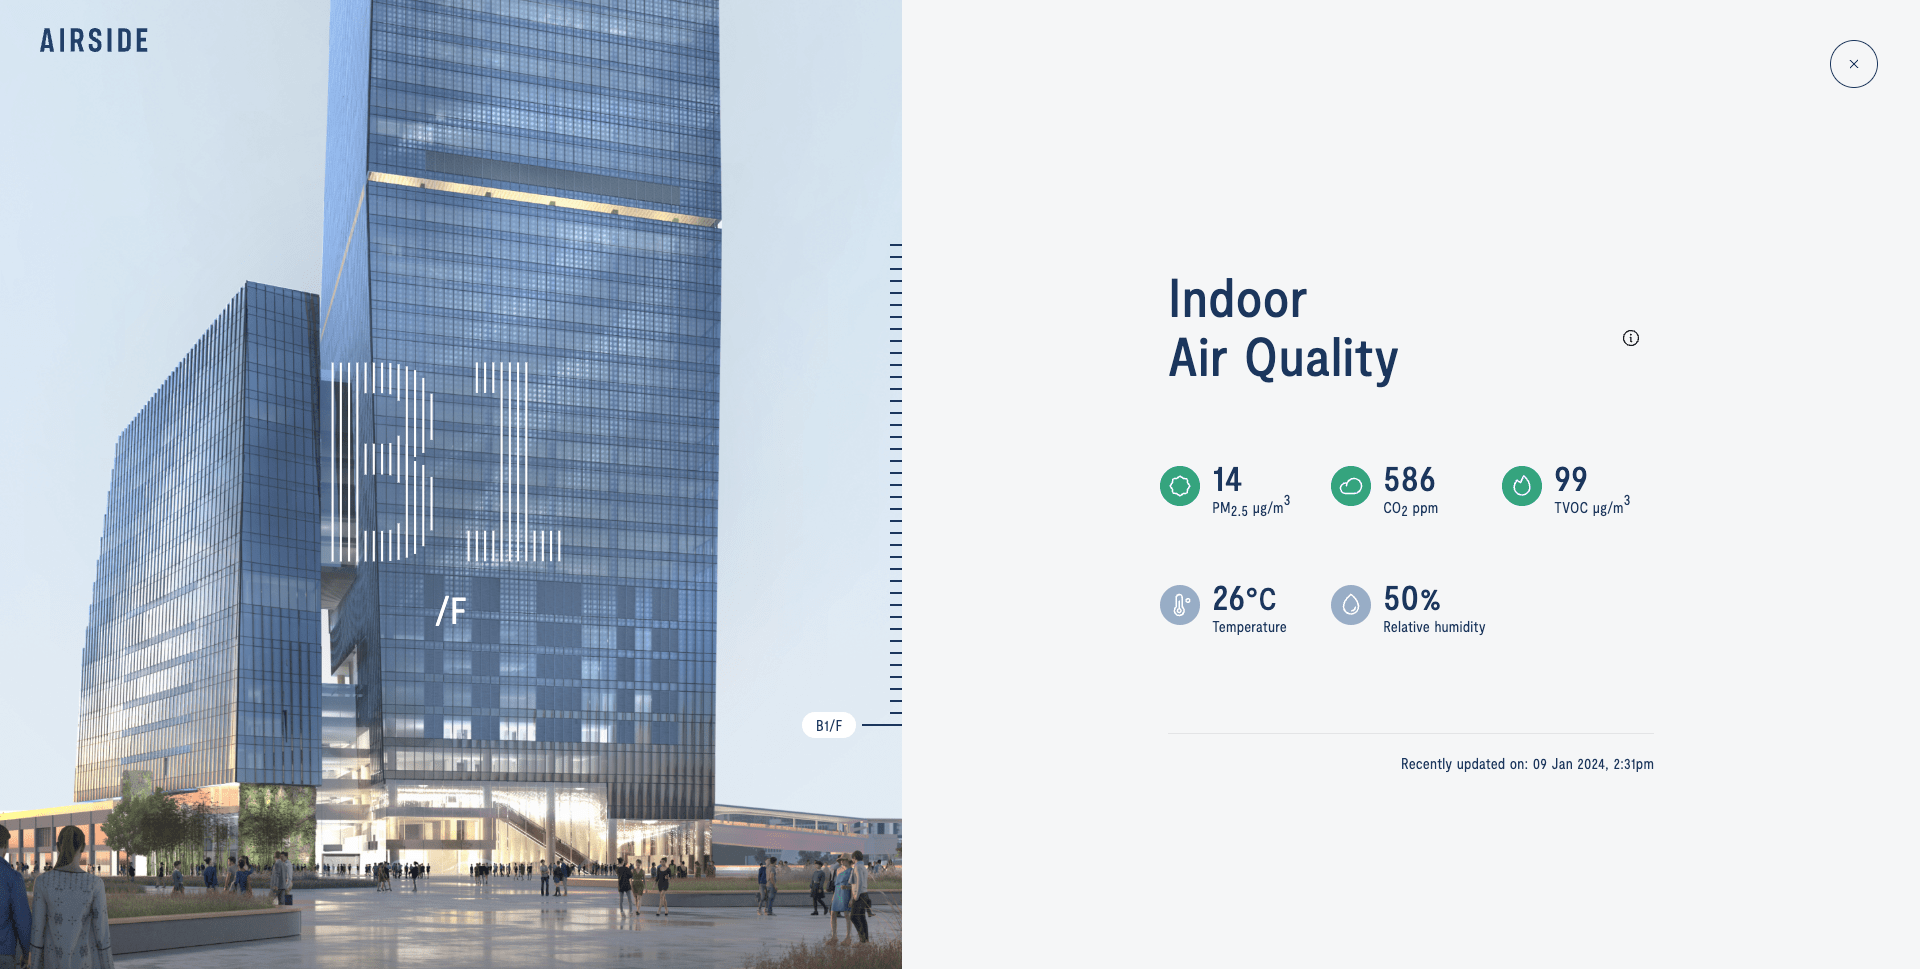 AIRSIDE
B1
/F
B1/F
Indoor
Air Quality
14
PM2.5 µg/m3
586
CO2 ppm
99
TVOC µg/m3
26°C
Temperature
50%
Relative humidity
Recently updated on: 09 Jan 2024, 2:31pm